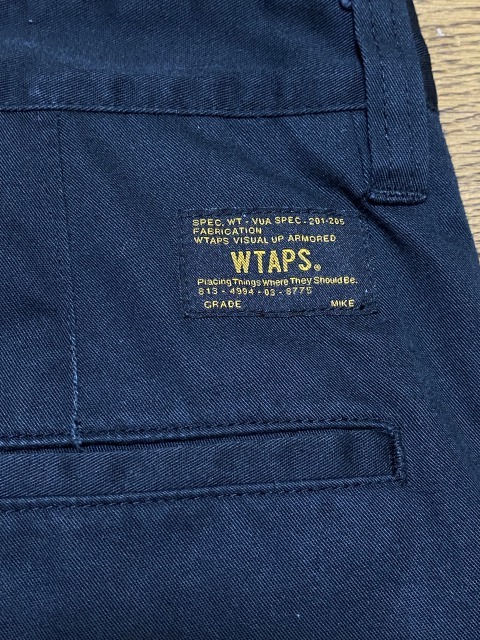 SPEC. WT - VUA SPEC. - 201-205
FABRICATION
WTAPS VISUAL UP ARMORED
WTAPS®
Placing Things Where They Should Be.
813 - 4994 - 03 - 8775
GRADE MIKE